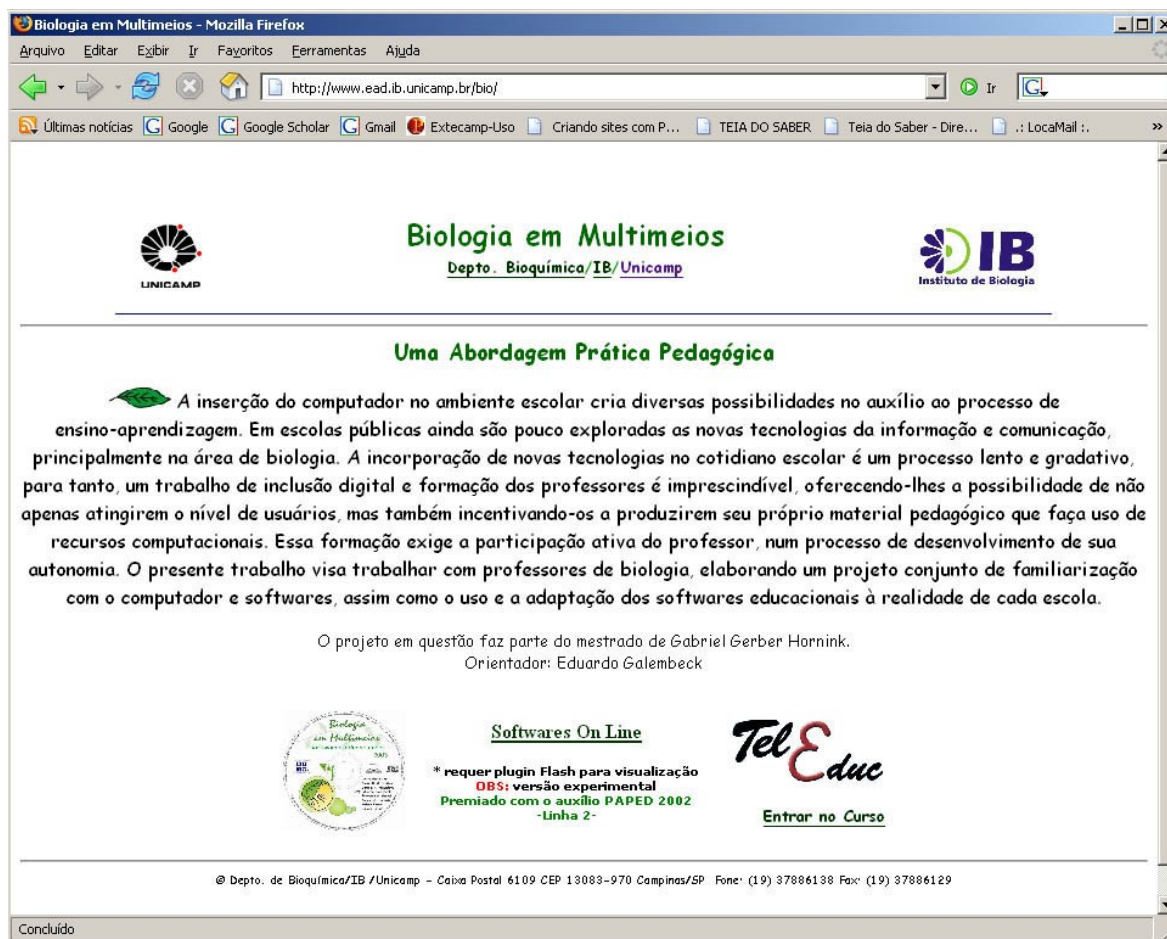 Biologia em Multimeios - Mozilla Firefox
Arquivo Editar Exibir Ir Favoritos Ferramentas Ajuda
http://www.ead.ib.unicamp.br/bio/ Ir G
Últimas notícias Google Google Scholar Gmail Extecamp-Uso Criando sites com P... TEIA DO SABER Teia do Saber - Dire... .: LocaMail :. »
Biologia em Multimeios
Depto. Bioquímica/IB/Unicamp
UNICAMP
IB
Instituto de Biologia
Uma Abordagem Prática Pedagógica
A inserção do computador no ambiente escolar cria diversas possibilidades no auxílio ao processo de
ensino-aprendizagem. Em escolas públicas ainda são pouco exploradas as novas tecnologias da informação e comunicação,
principalmente na área de biologia. A incorporação de novas tecnologias no cotidiano escolar é um processo lento e gradativo,
para tanto, um trabalho de inclusão digital e formação dos professores é imprescindível, oferecendo-lhes a possibilidade de não
apenas atingirem o nível de usuários, mas também incentivando-os a produzirem seu próprio material pedagógico que faça uso de
recursos computacionais. Essa formação exige a participação ativa do professor, num processo de desenvolvimento de sua
autonomia. O presente trabalho visa trabalhar com professores de biologia, elaborando um projeto conjunto de familiarização
com o computador e softwares, assim como o uso e a adaptação dos softwares educacionais à realidade de cada escola.
O projeto em questão faz parte do mestrado de Gabriel Gerber Hornink.
Orientador: Eduardo Galembeck
Biologia
em Multimeios
2005
Softwares On Line
* requer plugin Flash para visualização
OBS: versão experimental
Premiado com o auxílio PAPED 2002
-Linha 2-
TelEduc
Entrar no Curso
@ Depto. de Bioquímica/IB /Unicamp - Caixa Postal 6109 CEP 13083-970 Campinas/SP Fone: (19) 37886138 Fax: (19) 37886129
Concluído